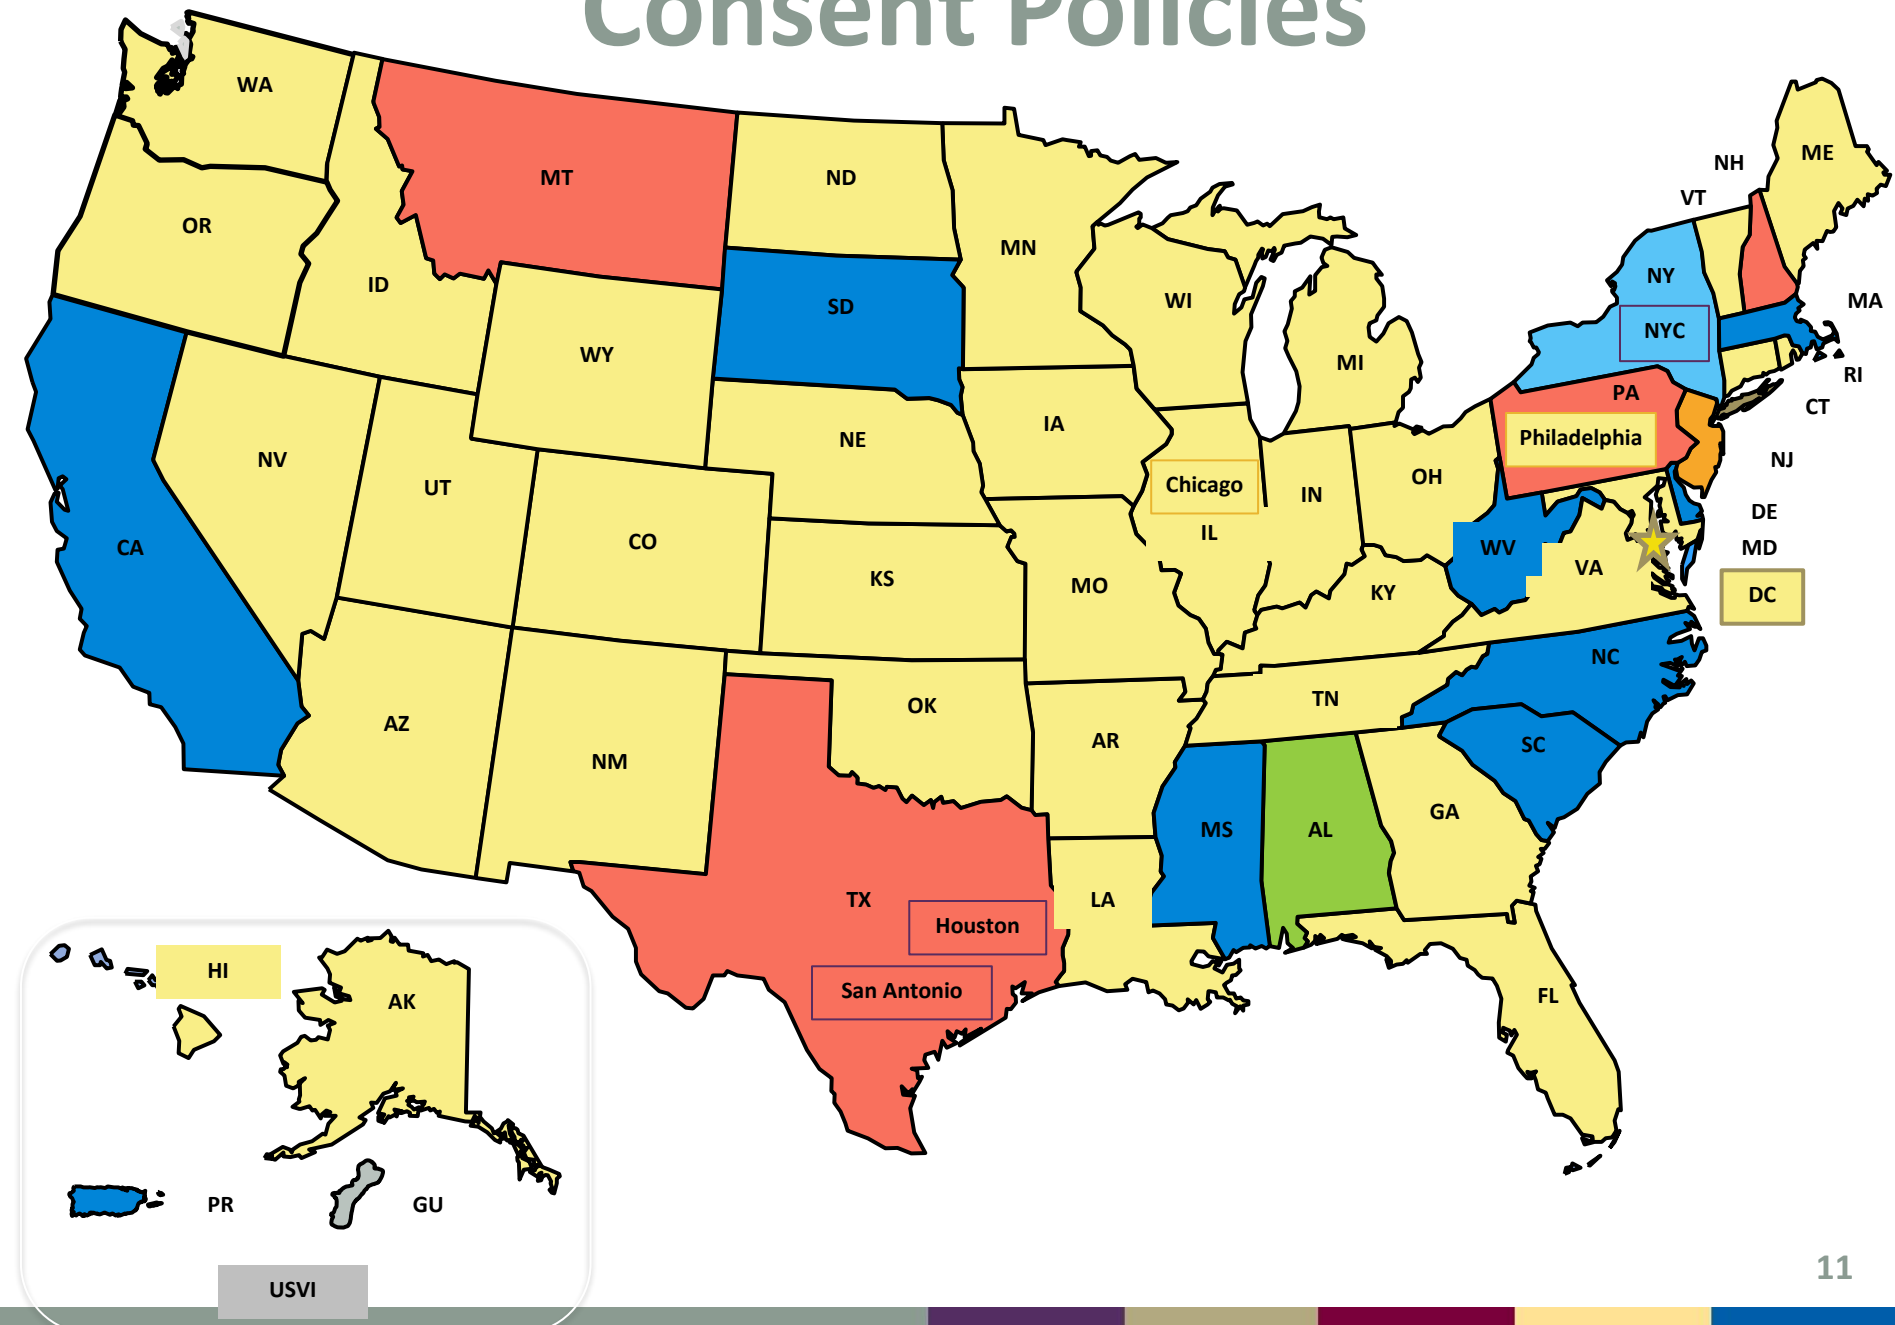 Consent Policies
WA
MT
ND
MN
OR
ID
SD
WI
MI
WY
NE
IA
NV
UT
CO
KS
MO
Chicago
IL
IN
OH
CA
AZ
NM
OK
AR
KY
TN
WV
VA
NC
SC
GA
AL
MS
LA
TX
Houston
San Antonio
FL
ME
NH
VT
NY
NYC
MA
RI
CT
PA
Philadelphia
NJ
DE
MD
DC
HI
AK
PR
GU
USVI
11